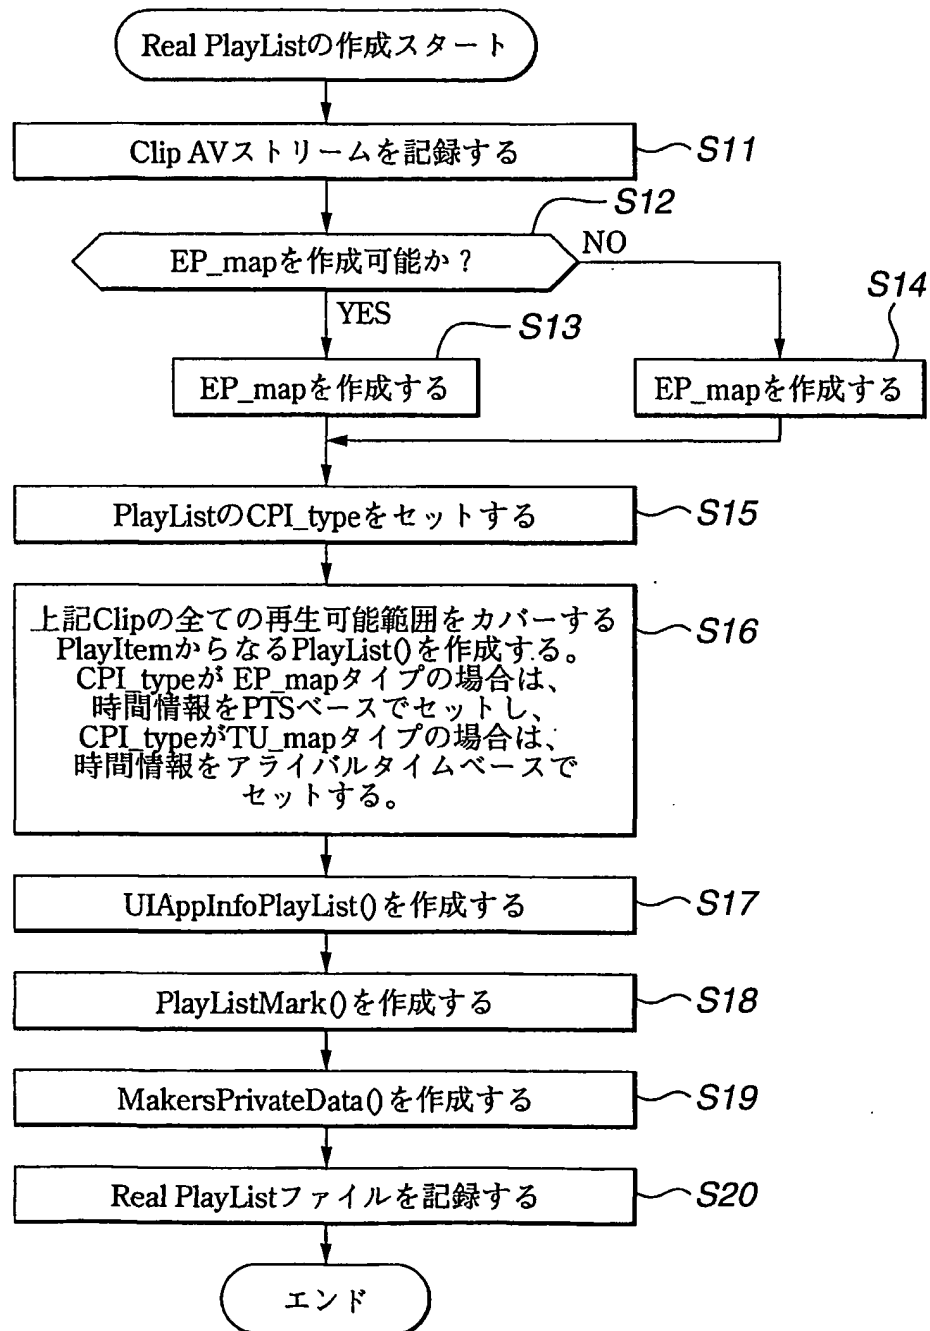 Real PlayListの作成スタート
Clip AVストリームを記録する
S11
S12
EP_mapを作成可能か？
NO
YES
S13
S14
EP_mapを作成する
EP_mapを作成する
PlayListのCPI_typeをセットする
S15
上記Clipの全ての再生可能範囲をカバーする
PlayItemからなるPlayList()を作成する。
CPI_typeが EP_mapタイプの場合は、
時間情報をPTSベースでセットし、
CPI_typeがTU_mapタイプの場合は、
時間情報をアライバルタイムベースで
セットする。
S16
UIAppInfoPlayList()を作成する
S17
PlayListMark()を作成する
S18
MakersPrivateData()を作成する
S19
Real PlayListファイルを記録する
S20
エンド